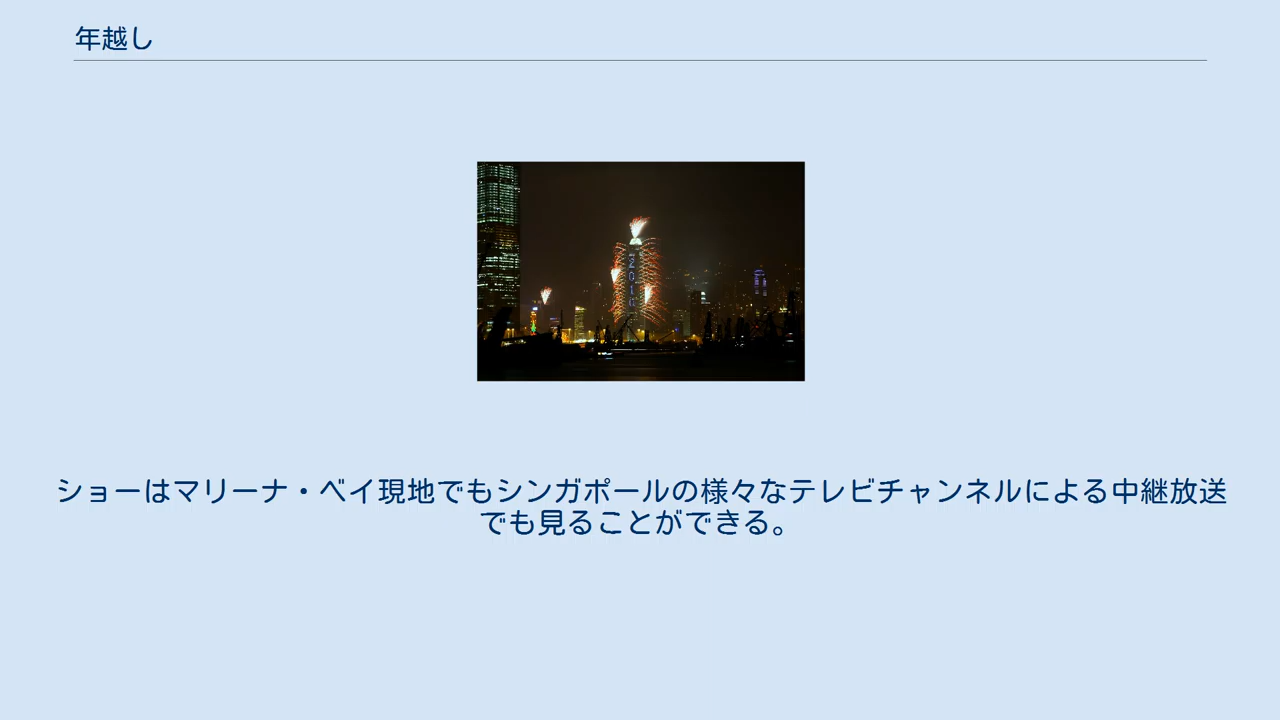 年越し
ショーはマリーナ・ベイ現地でもシンガポールの様々なテレビチャンネルによる中継放送
でも見ることができる。